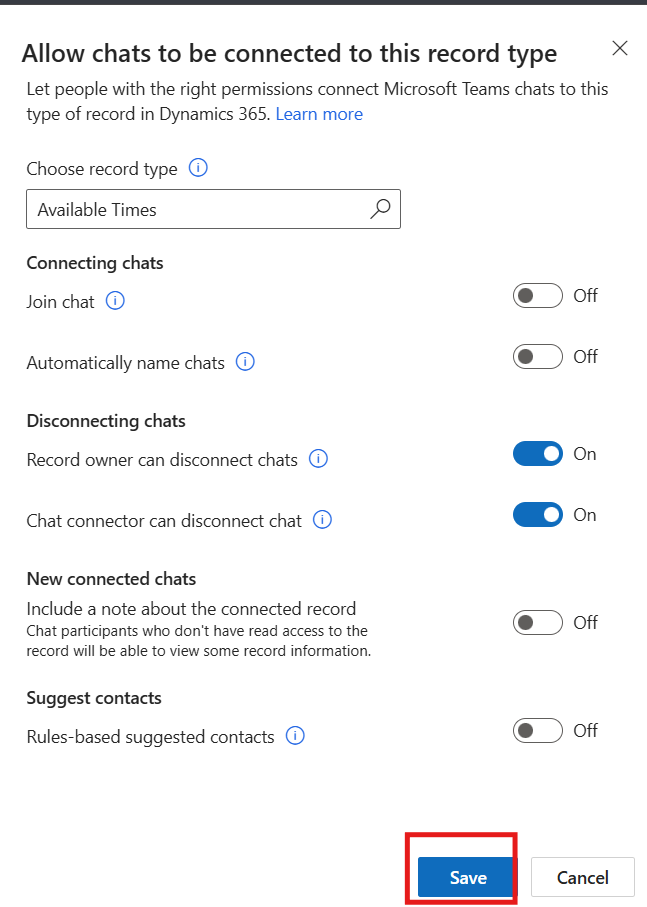 Allow chats to be connected to this record type
Let people with the right permissions connect Microsoft Teams chats to this
type of record in Dynamics 365. Learn more
Choose record type
Available Times
Connecting chats
Join chat
Off
Automatically name chats
Off
Disconnecting chats
Record owner can disconnect chats
On
Chat connector can disconnect chat
On
New connected chats
Include a note about the connected record
Chat participants who don't have read access to the
record will be able to view some record information.
Off
Suggest contacts
Rules-based suggested contacts
Off
Save
Cancel